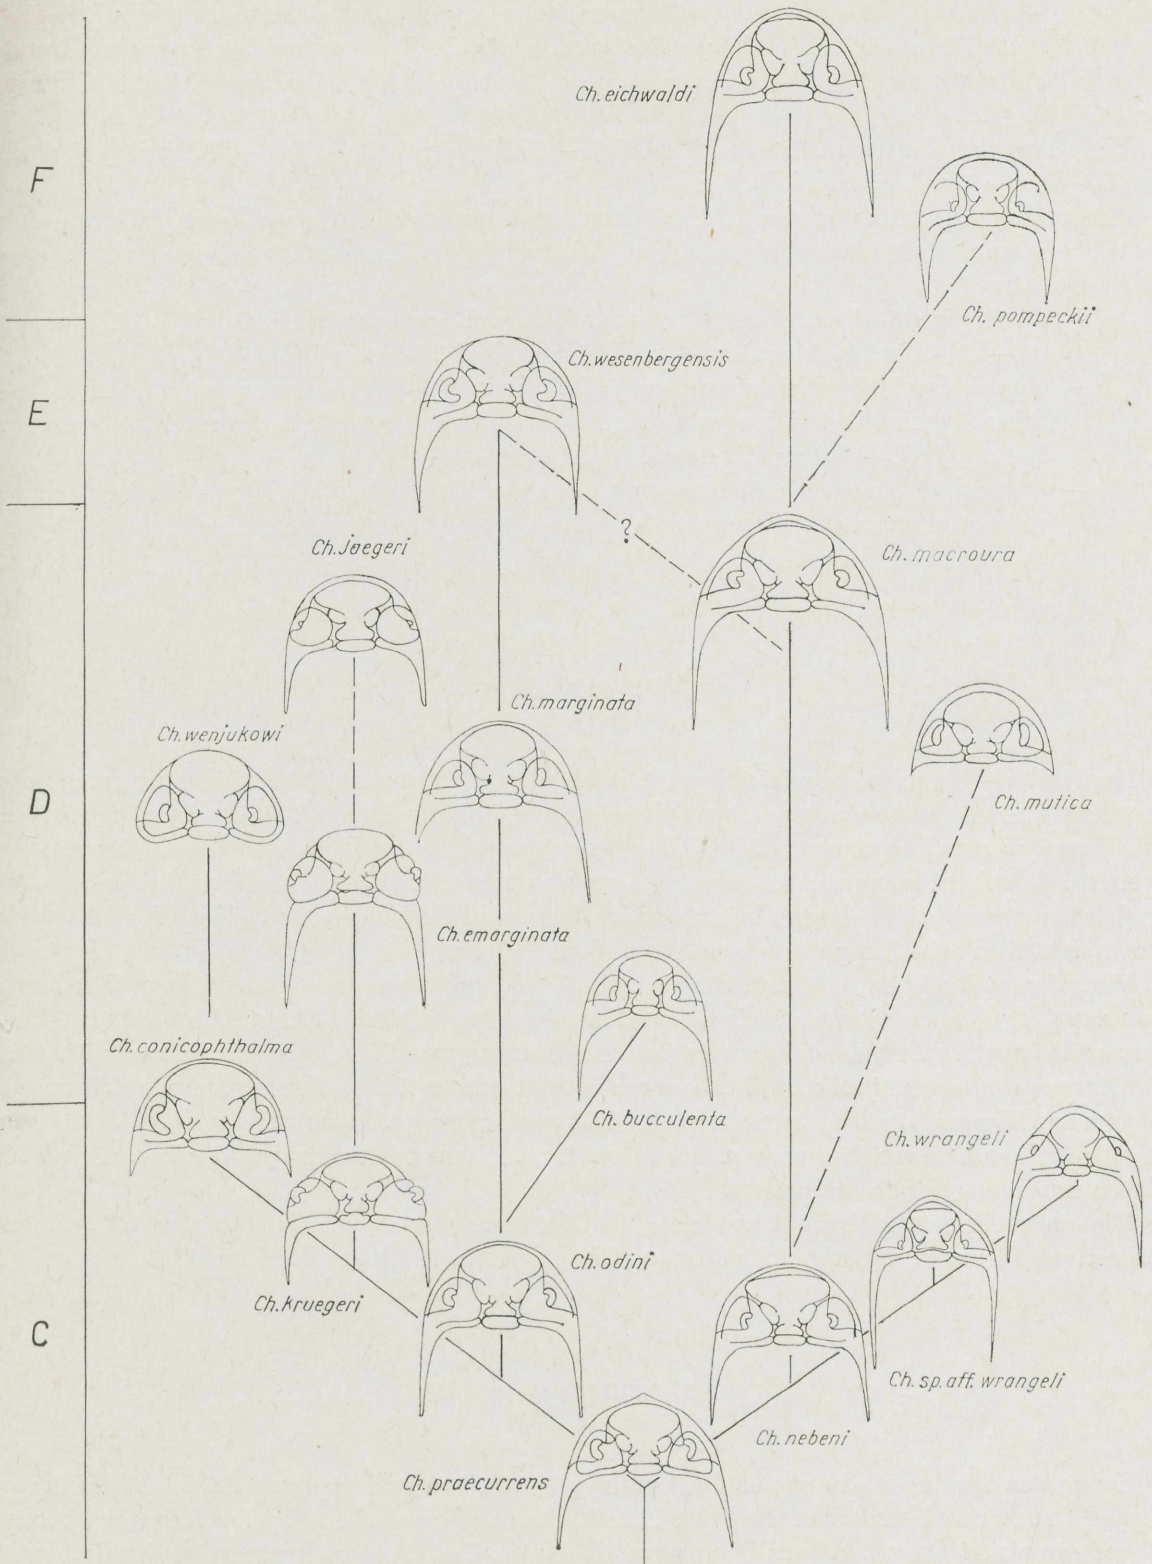 Ch. eichwaldi
F
Ch. pompeckii
Ch. wesenbergensis
E
?
Ch. jaegeri
Ch. macroura
Ch. marginata
Ch. wenjukowi
D
Ch. mutica
Ch. emarginata
Ch. conicophthalma
Ch. bucculenta
Ch. wrangeli
Ch. odini
Ch. kruegeri
C
Ch. sp. aff. wrangeli
Ch. nebeni
Ch. praecurrens